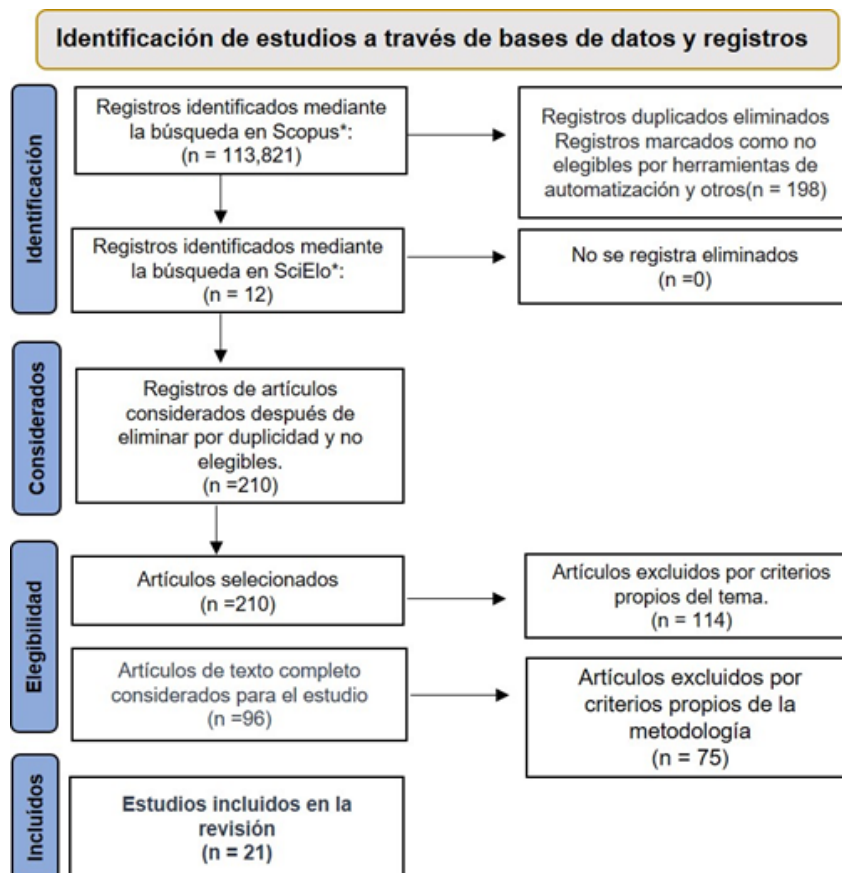 Identificación de estudios a través de bases de datos y registros
Identificación
Registros identificados mediante
la búsqueda en Scopus*:
(n = 113,821)
Registros duplicados eliminados
Registros marcados como no
elegibles por herramientas de
automatización y otros(n = 198)
Registros identificados mediante
la búsqueda en SciElo*:
(n = 12)
No se registra eliminados
(n =0)
Considerados
Registros de artículos
considerados después de
eliminar por duplicidad y no
elegibles.
(n =210)
Elegibilidad
Artículos seleccionados
(n =210)
Artículos excluidos por criterios
propios del tema.
(n = 114)
Artículos de texto completo
considerados para el estudio
(n =96)
Artículos excluidos por
criterios propios de la
metodología
(n = 75)
Incluidos
Estudios incluidos en la
revisión
(n = 21)